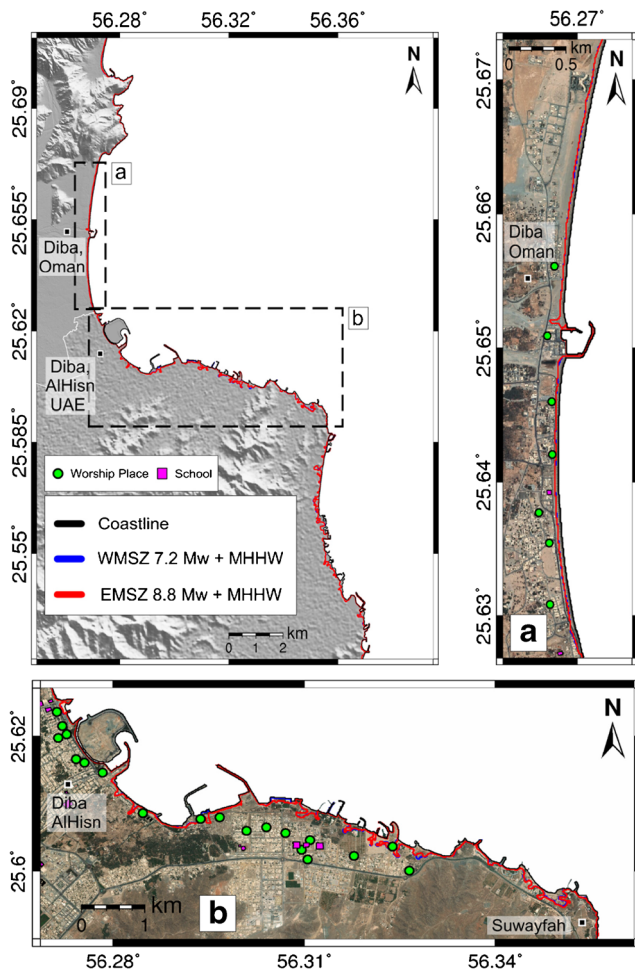 56.28°
56.32°
56.36°
25.69°
25.655°
25.62°
25.585°
25.55°
N
a
b
Diba,
Oman
Diba,
AlHisn
UAE
Worship Place
School
Coastline
WMSZ 7.2 Mw + MHHW
EMSZ 8.8 Mw + MHHW
km
0 1 2
56.27°
km
0 0.5
N
25.67°
25.66°
25.65°
25.64°
25.63°
Diba
Oman
a
25.62°
25.6°
N
Diba
AlHisn
km
0 1
b
Suwayfah
56.28°
56.31°
56.34°